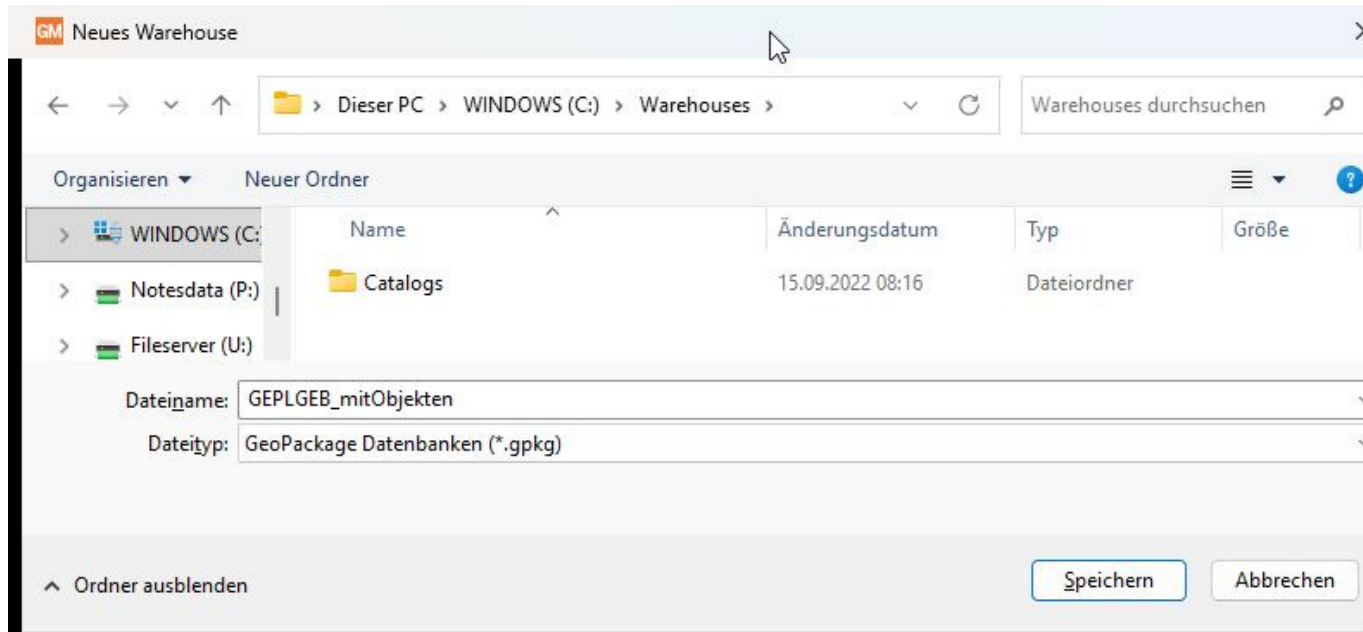 GM Neues Warehouse
Dieser PC > WINDOWS (C:) > Warehouses >
Warehouses durchsuchen
Organisieren
Neuer Ordner
?
Name Änderungsdatum Typ Größe
WINDOWS (C:
Notesdata (P:)
Fileserver (U:)
Catalogs 15.09.2022 08:16 Dateiordner
Dateiname: GEPLGEB_mitObjekten
Dateityp: GeoPackage Datenbanken (*.gpkg)
Ordner ausblenden
Speichern Abbrechen